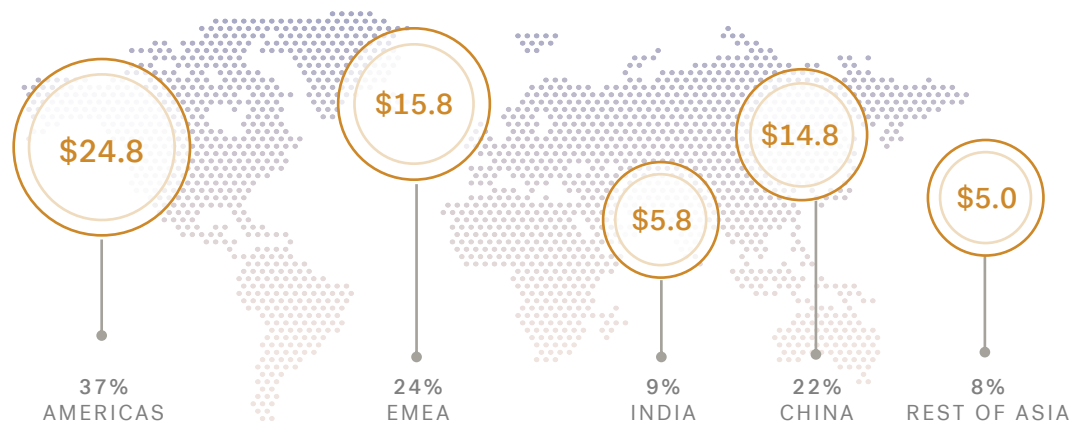 $24.8
$15.8
$5.8
$14.8
$5.0
37%
AMERICAS
24%
EMEA
9%
INDIA
22%
CHINA
8%
REST OF ASIA